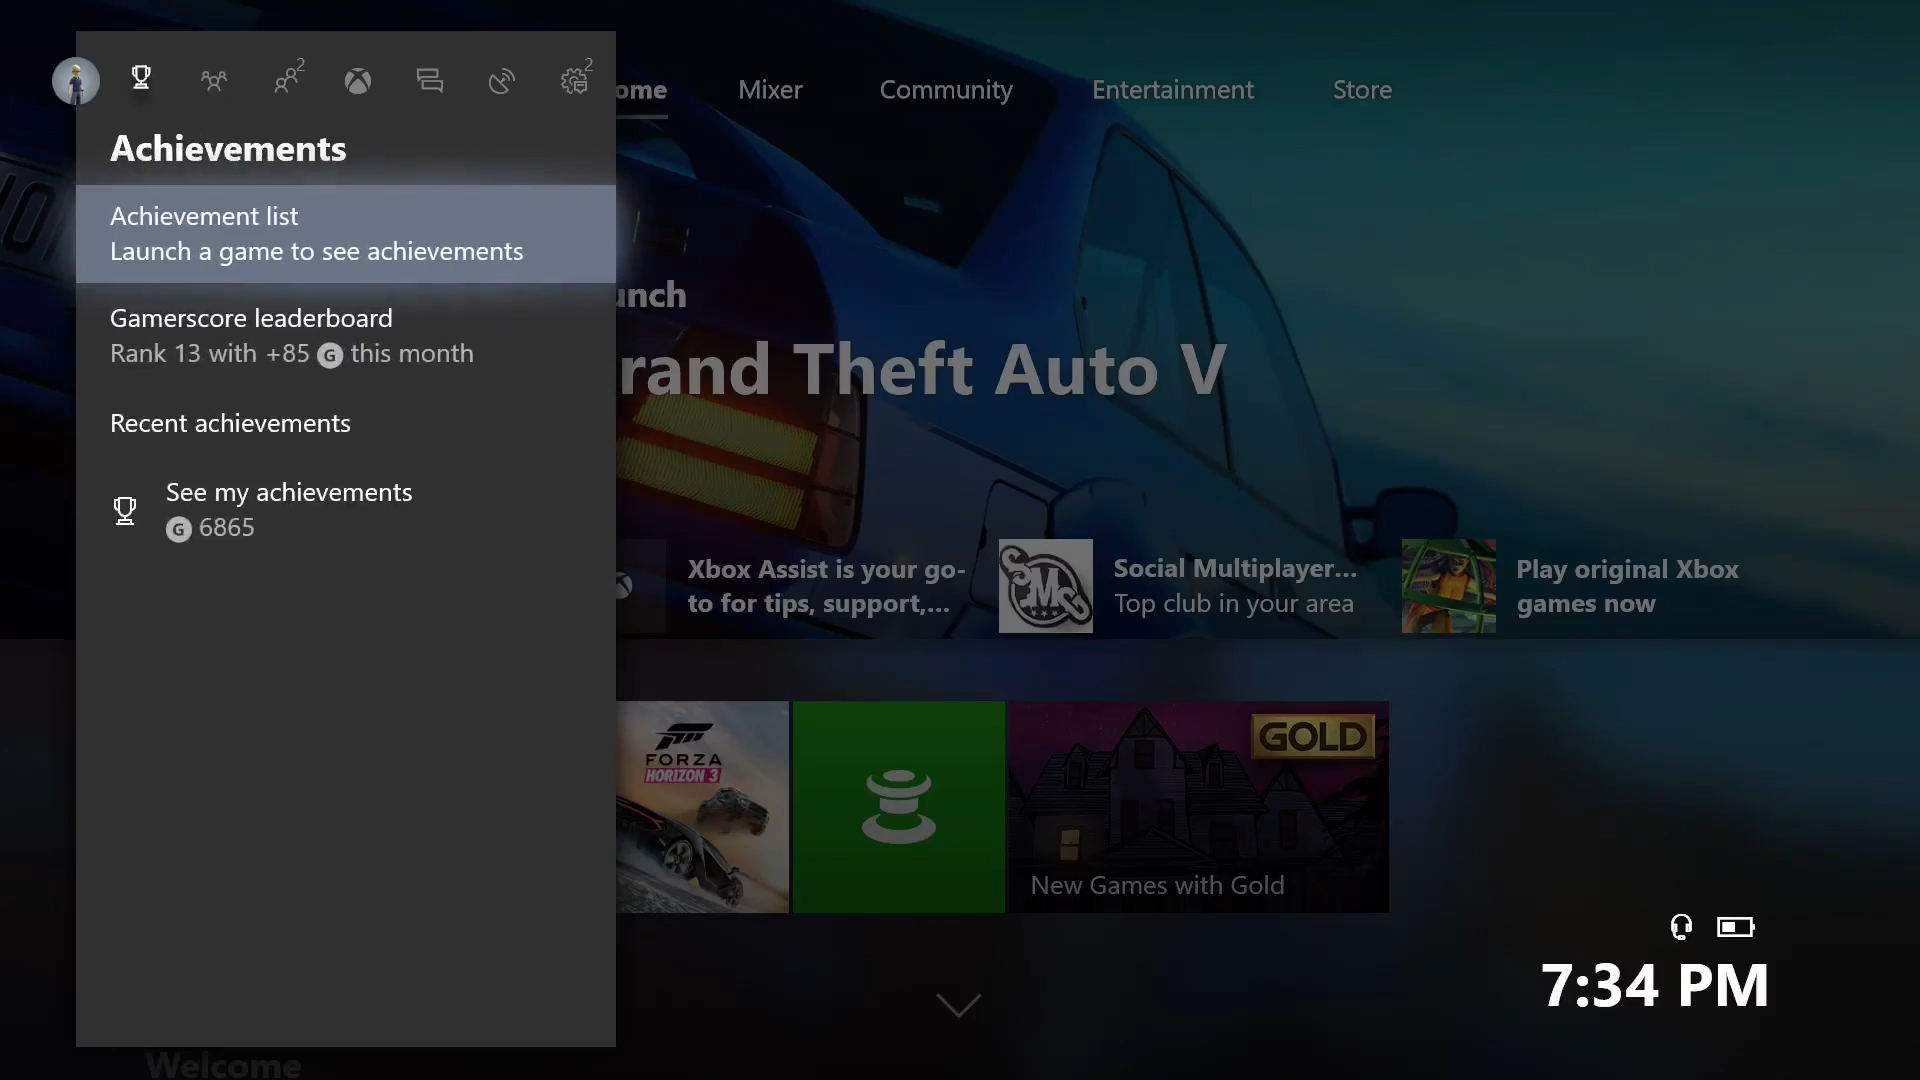 2
2
ome
Mixer
Community
Entertainment
Store
Achievements
Achievement list
Launch a game to see achievements
Gamerscore leaderboard
Rank 13 with +85 G this month
Recent achievements
See my achievements
G 6865
unch
rand Theft Auto V
Xbox Assist is your go-
to for tips, support,...
SMS
Social Multiplayer...
Top club in your area
Play original Xbox
games now
FORZA
HORIZON 3
GOLD
New Games with Gold
7:34 PM
Welcome